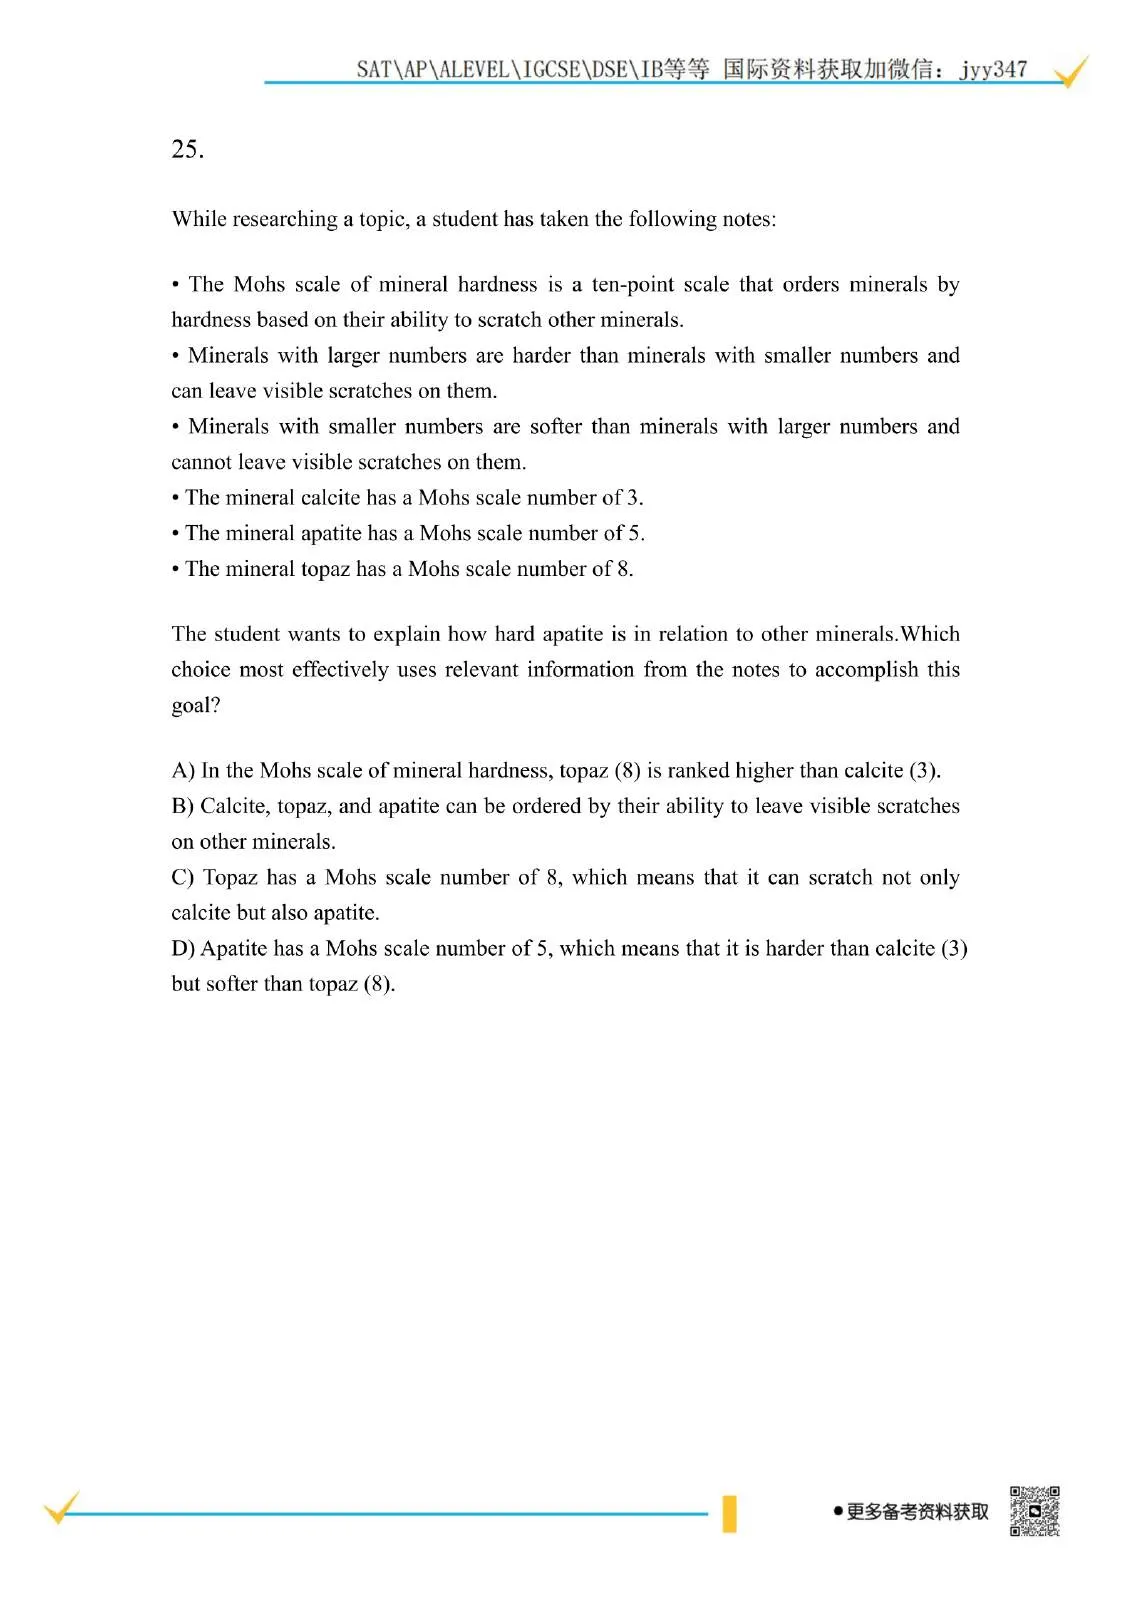 SAT\AP\ALEVEL\IGCSE\DSE\IB等等 国际资料获取加微信：jyy347
25.
While researching a topic, a student has taken the following notes:
• The Mohs scale of mineral hardness is a ten-point scale that orders minerals by
hardness based on their ability to scratch other minerals.
• Minerals with larger numbers are harder than minerals with smaller numbers and
can leave visible scratches on them.
• Minerals with smaller numbers are softer than minerals with larger numbers and
cannot leave visible scratches on them.
• The mineral calcite has a Mohs scale number of 3.
• The mineral apatite has a Mohs scale number of 5.
• The mineral topaz has a Mohs scale number of 8.
The student wants to explain how hard apatite is in relation to other minerals.Which
choice most effectively uses relevant information from the notes to accomplish this
goal?
A) In the Mohs scale of mineral hardness, topaz (8) is ranked higher than calcite (3).
B) Calcite, topaz, and apatite can be ordered by their ability to leave visible scratches
on other minerals.
C) Topaz has a Mohs scale number of 8, which means that it can scratch not only
calcite but also apatite.
D) Apatite has a Mohs scale number of 5, which means that it is harder than calcite (3)
but softer than topaz (8).
●更多备考资料获取